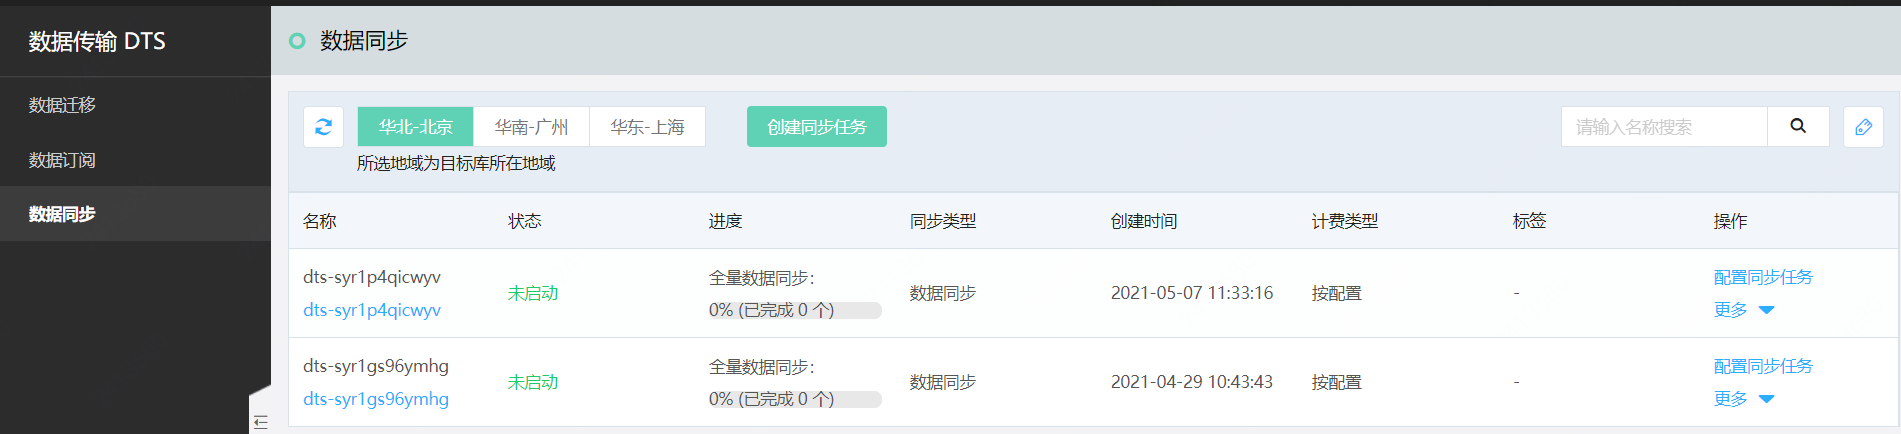 数据传输 DTS
数据迁移
数据订阅
数据同步
数据同步
华北-北京 华南-广州 华东-上海 创建同步任务 请输入名称搜索
所选地域为目标库所在地域
名称 状态 进度 同步类型 创建时间 计费类型 标签 操作
dts-syr1p4qicwyv 全量数据同步: 配置同步任务
未启动 数据同步 2021-05-07 11:33:16 按配置 -
dts-syr1p4qicwyv 0% (已完成 0 个) 更多
dts-syr1gs96ymhg 全量数据同步: 配置同步任务
未启动 数据同步 2021-04-29 10:43:43 按配置 -
dts-syr1gs96ymhg 0% (已完成 0 个) 更多